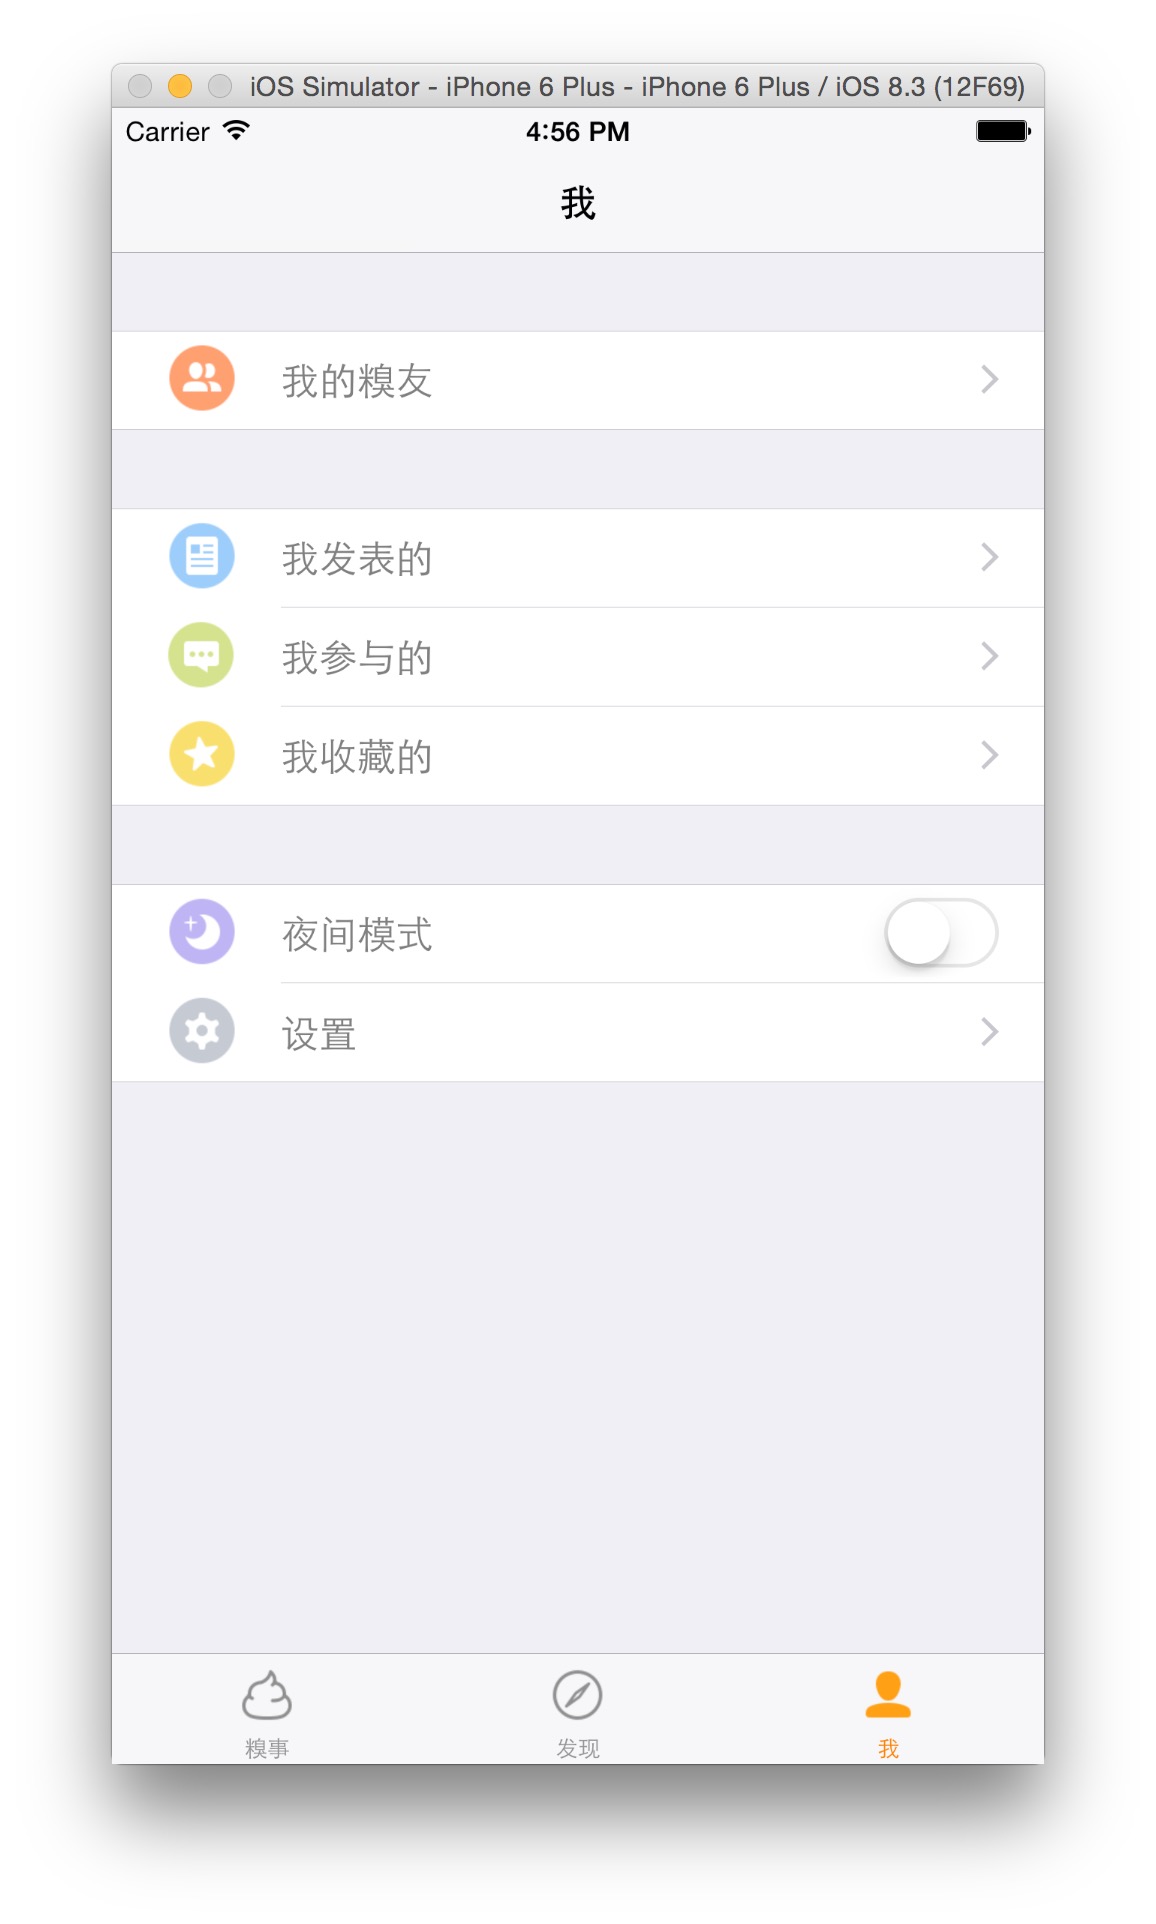 iOS Simulator - iPhone 6 Plus - iPhone 6 Plus / iOS 8.3 (12F69)
Carrier 4:56 PM
我
我的糗友
我发表的
我参与的
我收藏的
夜间模式
设置
糗事 发现 我